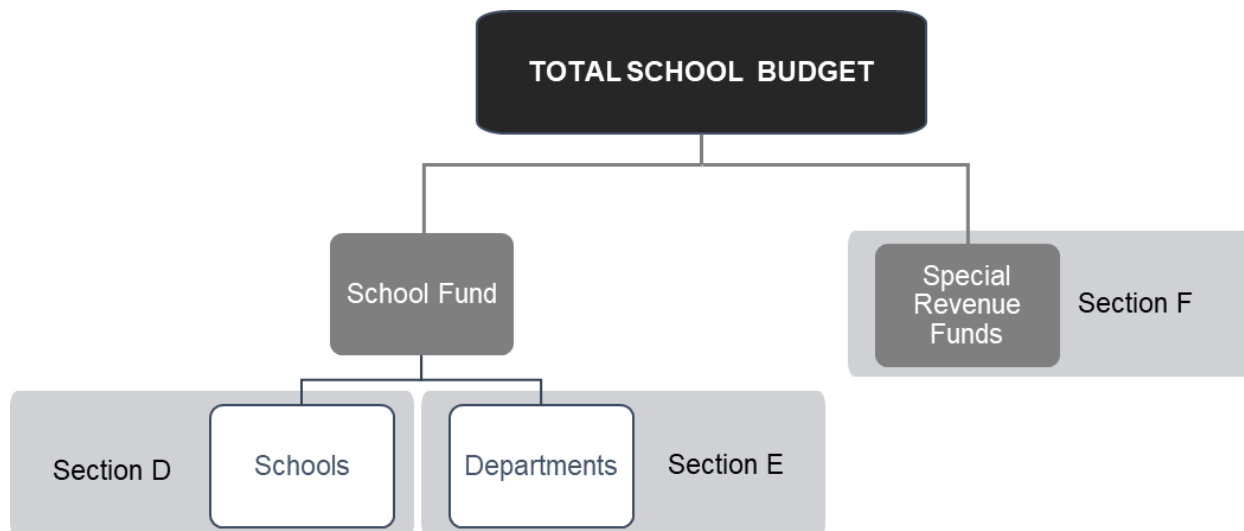 TOTAL SCHOOL BUDGET
School Fund
Special
Revenue
Funds
Section F
Section D
Schools
Departments
Section E